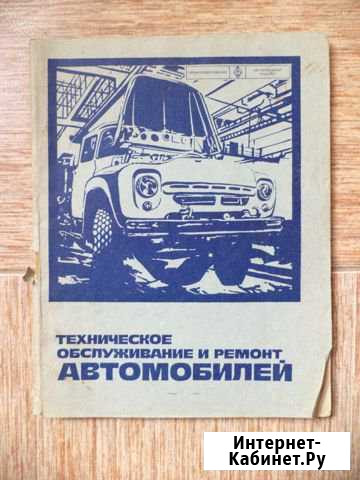 ТЕХНИЧЕСКОЕ
ОБСЛУЖИВАНИЕ И РЕМОНТ
АВТОМОБИЛЕЙ
Интернет-
Кабинет.Ру